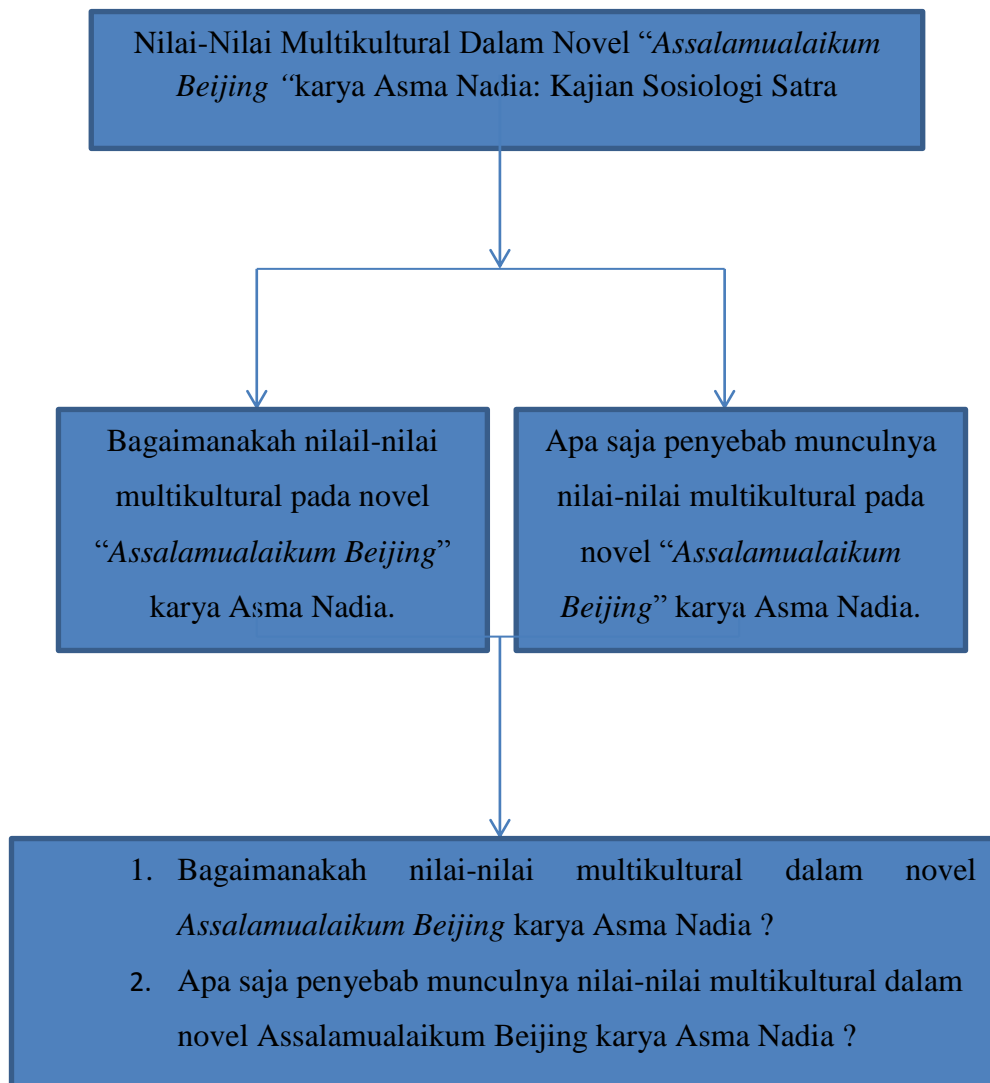 Nilai-Nilai Multikultural Dalam Novel “Assalamualaikum
Beijing “karya Asma Nadia: Kajian Sosiologi Satra
Bagaimanakah nilail-nilai
multikultural pada novel
“Assalamualaikum Beijing”
karya Asma Nadia.
Apa saja penyebab munculnya
nilai-nilai multikultural pada
novel “Assalamualaikum
Beijing” karya Asma Nadia.
1. Bagaimanakah nilai-nilai multikultural dalam novel
Assalamualaikum Beijing karya Asma Nadia ?
2. Apa saja penyebab munculnya nilai-nilai multikultural dalam
novel Assalamualaikum Beijing karya Asma Nadia ?